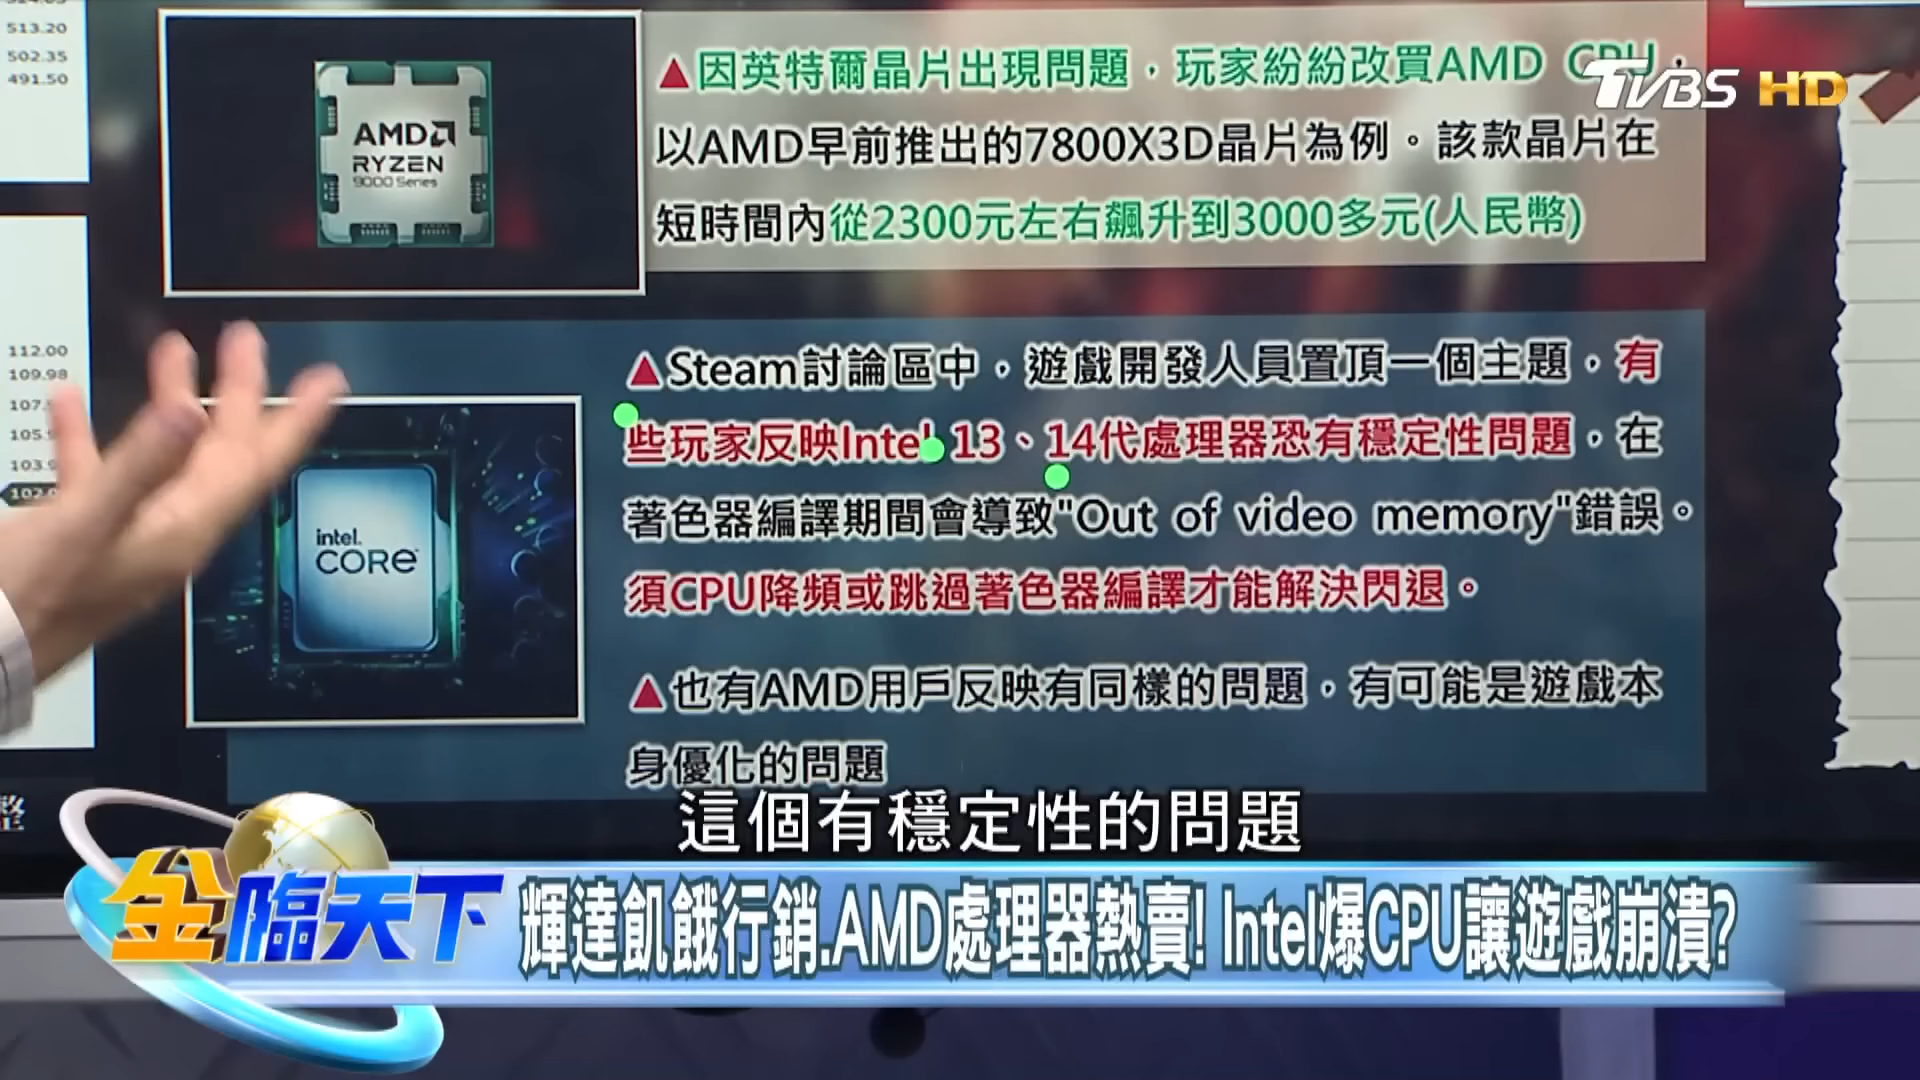 513.20
502.35
491.50
112.00
109.98
AMD
RYZEN
9000 Series
▲因英特爾晶片出現問題，玩家紛紛改買AMD CPU，
以AMD早前推出的7800X3D晶片為例。該款晶片在
短時間內從2300元左右飆升到3000多元(人民幣)
TVBS HD
intel.
CORE
▲Steam討論區中，遊戲開發人員置頂一個主題，有
些玩家反映Intel 13、14代處理器恐有穩定性問題，在
著色器編譯期間會導致"Out of video memory"錯誤。
須CPU降頻或跳過著色器編譯才能解決閃退。
▲也有AMD用戶反映有同樣的問題，有可能是遊戲本
身優化的問題
這個有穩定性的問題
金臨天下
輝達飢餓行銷.AMD處理器熱賣! Intel爆CPU讓遊戲崩潰?